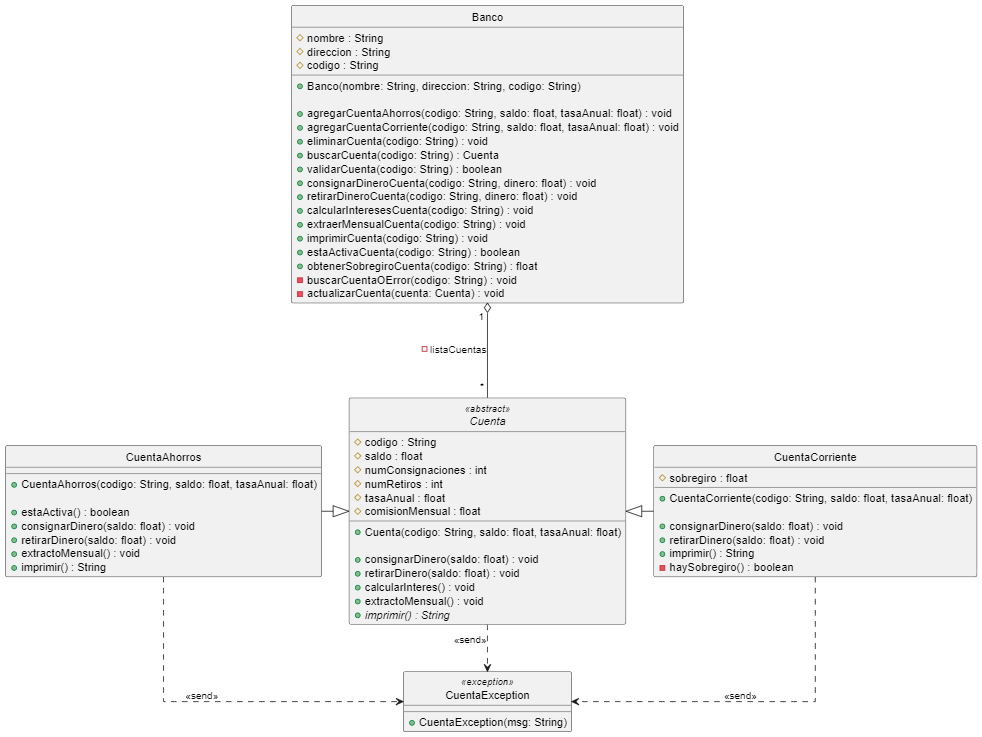 Banco
nombre : String
direccion : String
codigo : String
Banco(nombre: String, direccion: String, codigo: String)
agregarCuentaAhorros(codigo: String, saldo: float, tasaAnual: float) : void
agregarCuentaCorriente(codigo: String, saldo: float, tasaAnual: float) : void
eliminarCuenta(codigo: String) : void
buscarCuenta(codigo: String) : Cuenta
validarCuenta(codigo: String) : boolean
consignarDineroCuenta(codigo: String, dinero: float) : void
retirarDineroCuenta(codigo: String, dinero: float) : void
calcularInteresesCuenta(codigo: String) : void
extraerMensualCuenta(codigo: String) : void
imprimirCuenta(codigo: String) : void
estaActivaCuenta(codigo: String) : boolean
obtenerSobregiroCuenta(codigo: String) : float
buscarCuentaOError(codigo: String) : void
actualizarCuenta(cuenta: Cuenta) : void
1
listaCuentas
*
CuentaAhorros
CuentaAhorros(codigo: String, saldo: float, tasaAnual: float)
estaActiva() : boolean
consignarDinero(saldo: float) : void
retirarDinero(saldo: float) : void
extractoMensual() : void
imprimir() : String
«abstract»
Cuenta
codigo : String
saldo : float
numConsignaciones : int
numRetiros : int
tasaAnual : float
comisionMensual : float
Cuenta(codigo: String, saldo: float, tasaAnual: float)
consignarDinero(saldo: float) : void
retirarDinero(saldo: float) : void
calcularInteres() : void
extractoMensual() : void
imprimir() : String
CuentaCorriente
sobregiro : float
CuentaCorriente(codigo: String, saldo: float, tasaAnual: float)
consignarDinero(saldo: float) : void
retirarDinero(saldo: float) : void
imprimir() : String
haySobregiro() : boolean
«send»
«send»
«send»
«exception»
CuentaException
CuentaException(msg: String)